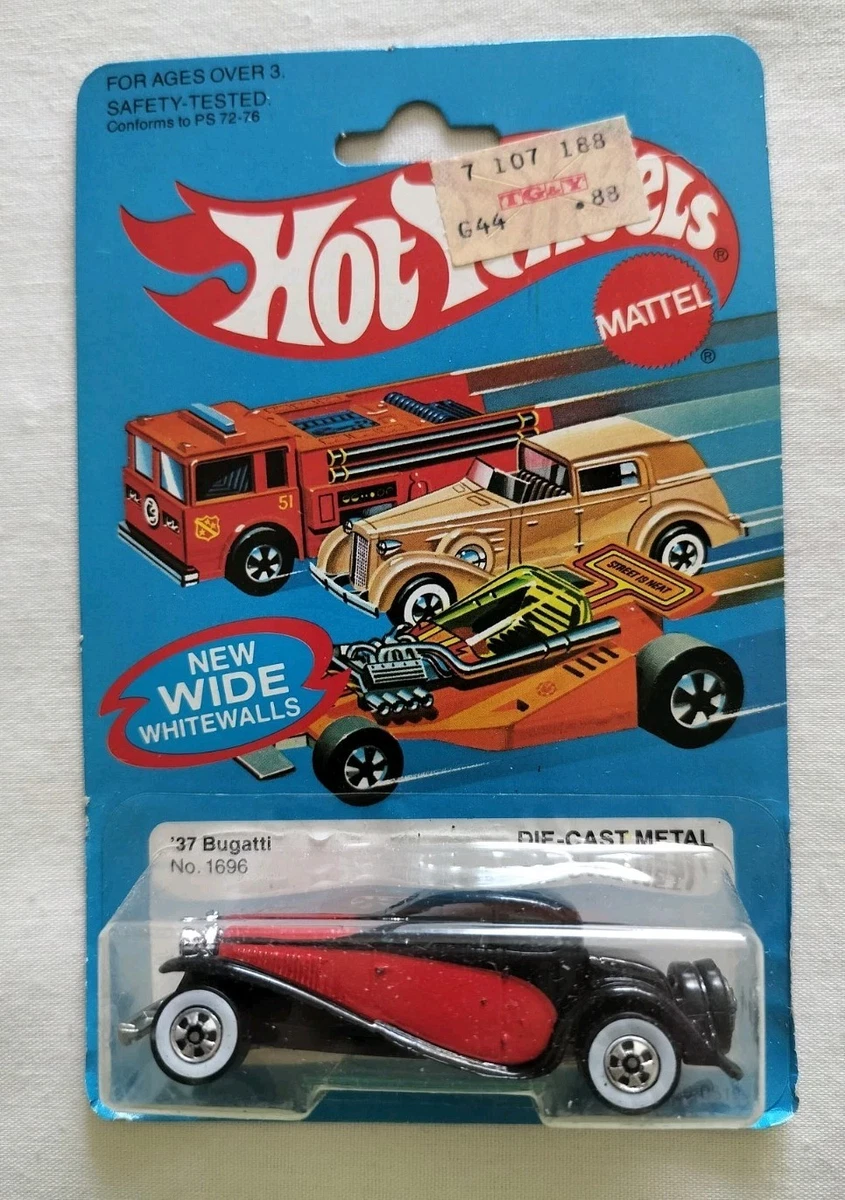 FOR AGES OVER 3.
SAFETY-TESTED.
Conforms to PS 72-76
7 107 188
TG&Y
G44 .88
HOT Wheels®
MATTEL
®
51
STREET IS NEAT
NEW
WIDE
WHITEWALLS
'37 Bugatti
No. 1696
DIE-CAST METAL